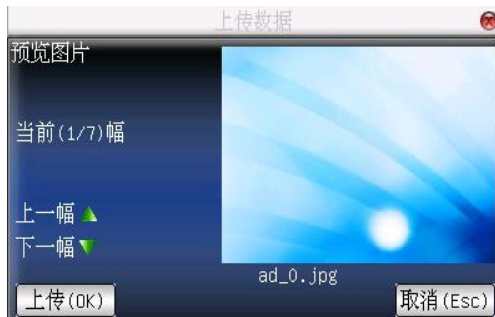 上传数据
预览图片
当前(1/7)幅
上一幅
下一幅
ad_0.jpg
上传(OK)
取消(Esc)